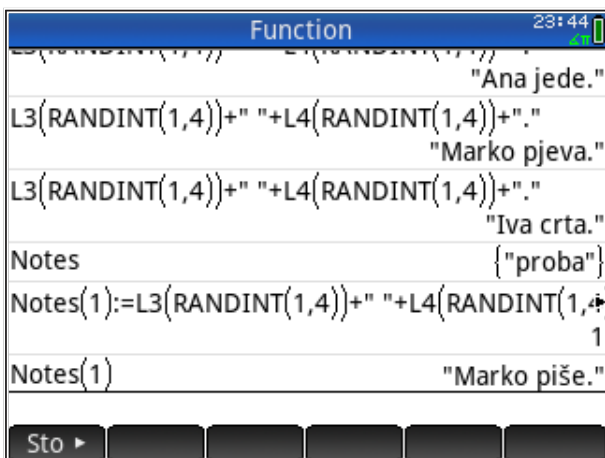 Function 23:44
∡π
"Ana jede."
L3(RANDINT(1,4))+" "+L4(RANDINT(1,4))+"."
"Marko pjeva."
L3(RANDINT(1,4))+" "+L4(RANDINT(1,4))+"."
"Iva crta."
Notes {"proba"}
Notes(1):=L3(RANDINT(1,4))+" "+L4(RANDINT(1,4
1
Notes(1) "Marko piše."
Sto ►